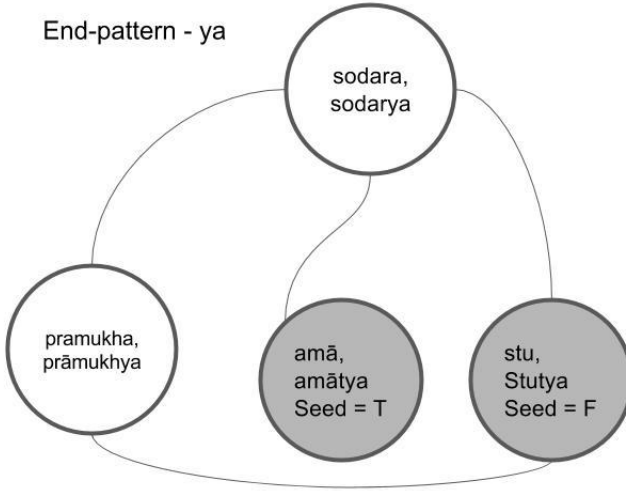 End-pattern - ya
sodara,
sodarya
pramukha,
prāmukhya
amā,
amātya
Seed = T
stu,
Stutya
Seed = F